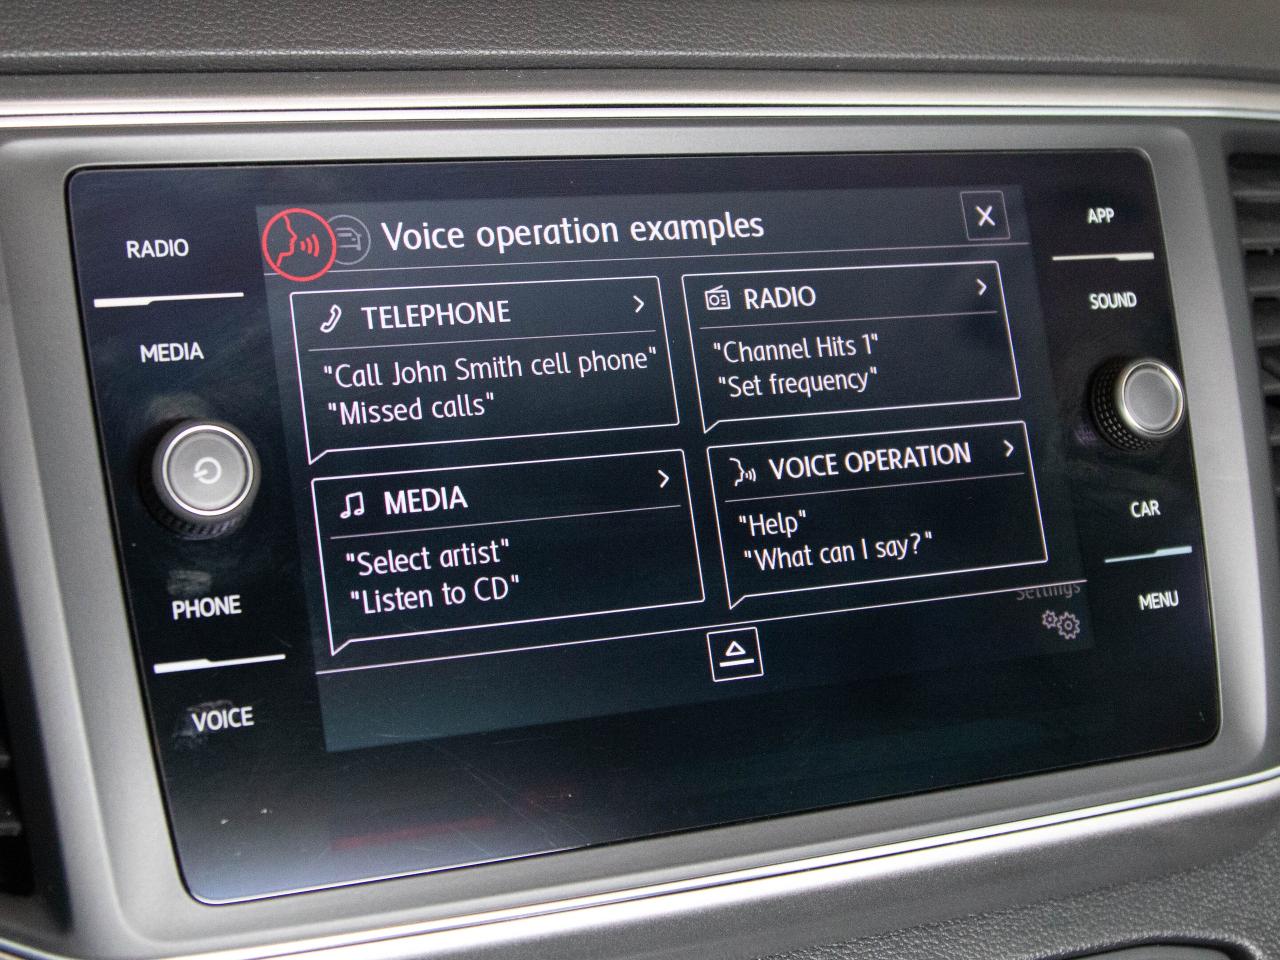 RADIO
MEDIA
PHONE
VOICE
Voice operation examples
TELEPHONE
"Call John Smith cell phone"
"Missed calls"
RADIO
"Channel Hits 1"
"Set frequency"
MEDIA
"Select artist"
"Listen to CD"
VOICE OPERATION
"Help"
"What can I say?"
Settings
APP
SOUND
CAR
MENU